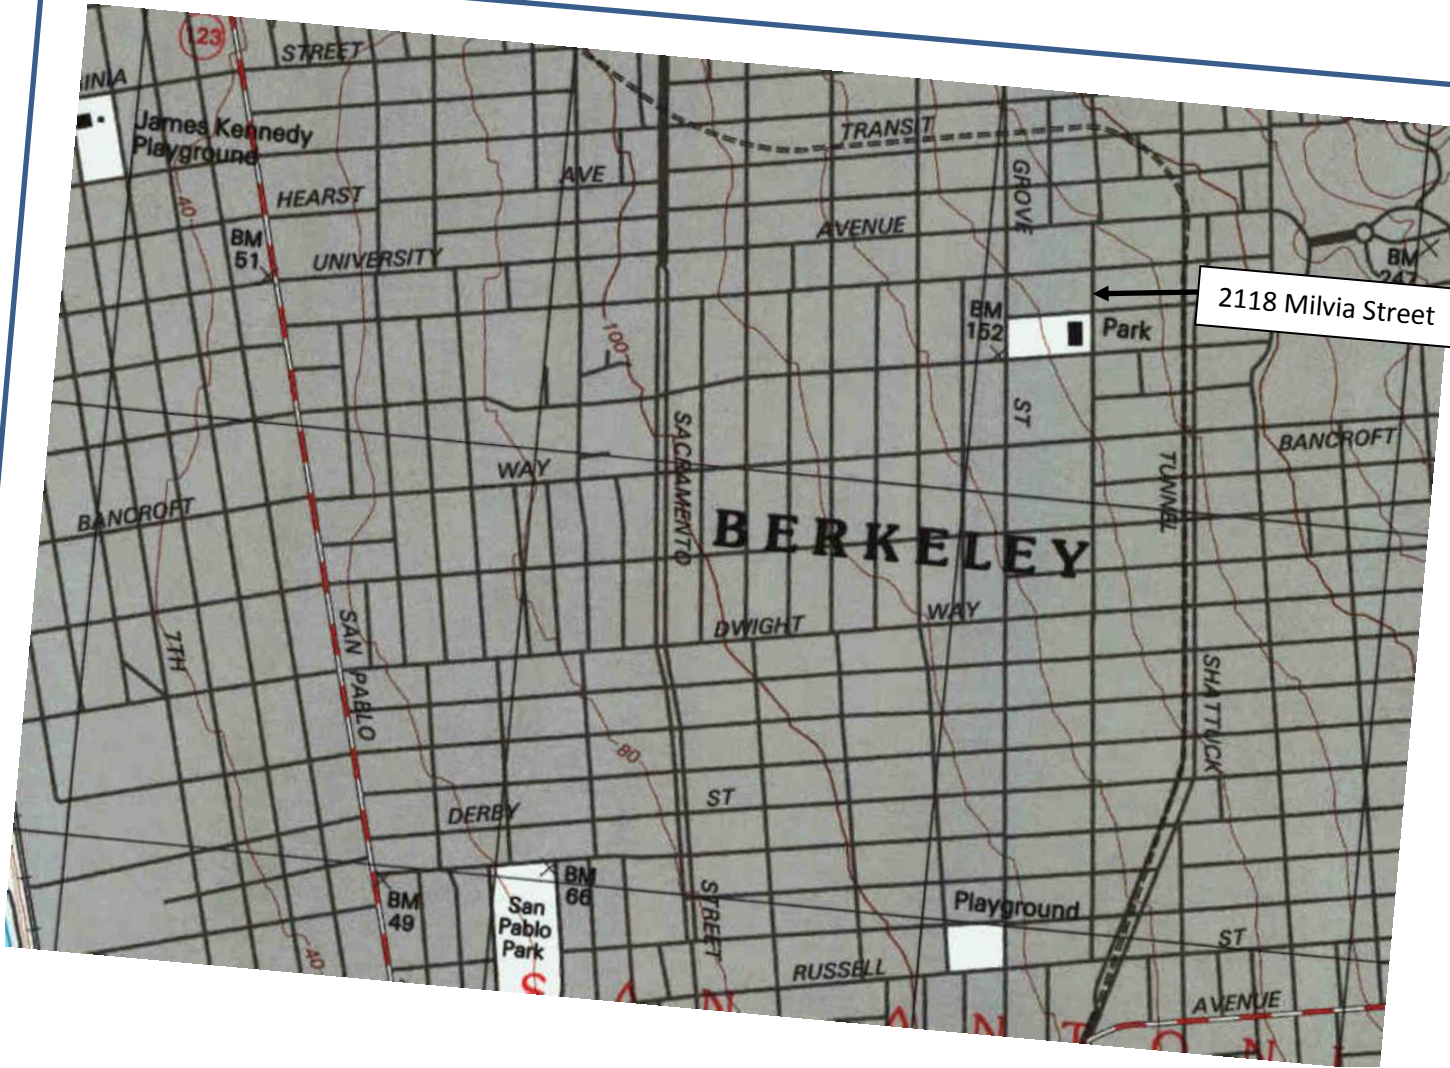 123
STREET
INIA
James Kennedy
Playground
TRANSIT
AVE
HEARST
40
GROVE
AVENUE
BM
51
UNIVERSITY
BM
247
2118 Milvia Street
BM
152
Park
100
ST
SACRAMENTO
BANCROFT
WAY
TUNNEL
BANCROFT
BERKELEY
WAY
DWIGHT
7TH
SAN PABLO
SHATTUCK
80
ST
DERBY
BM
66
BM
49
San
Pablo
Park
STREET
Playground
40
ST
RUSSELL
AVENUE
S A N A N T O N I